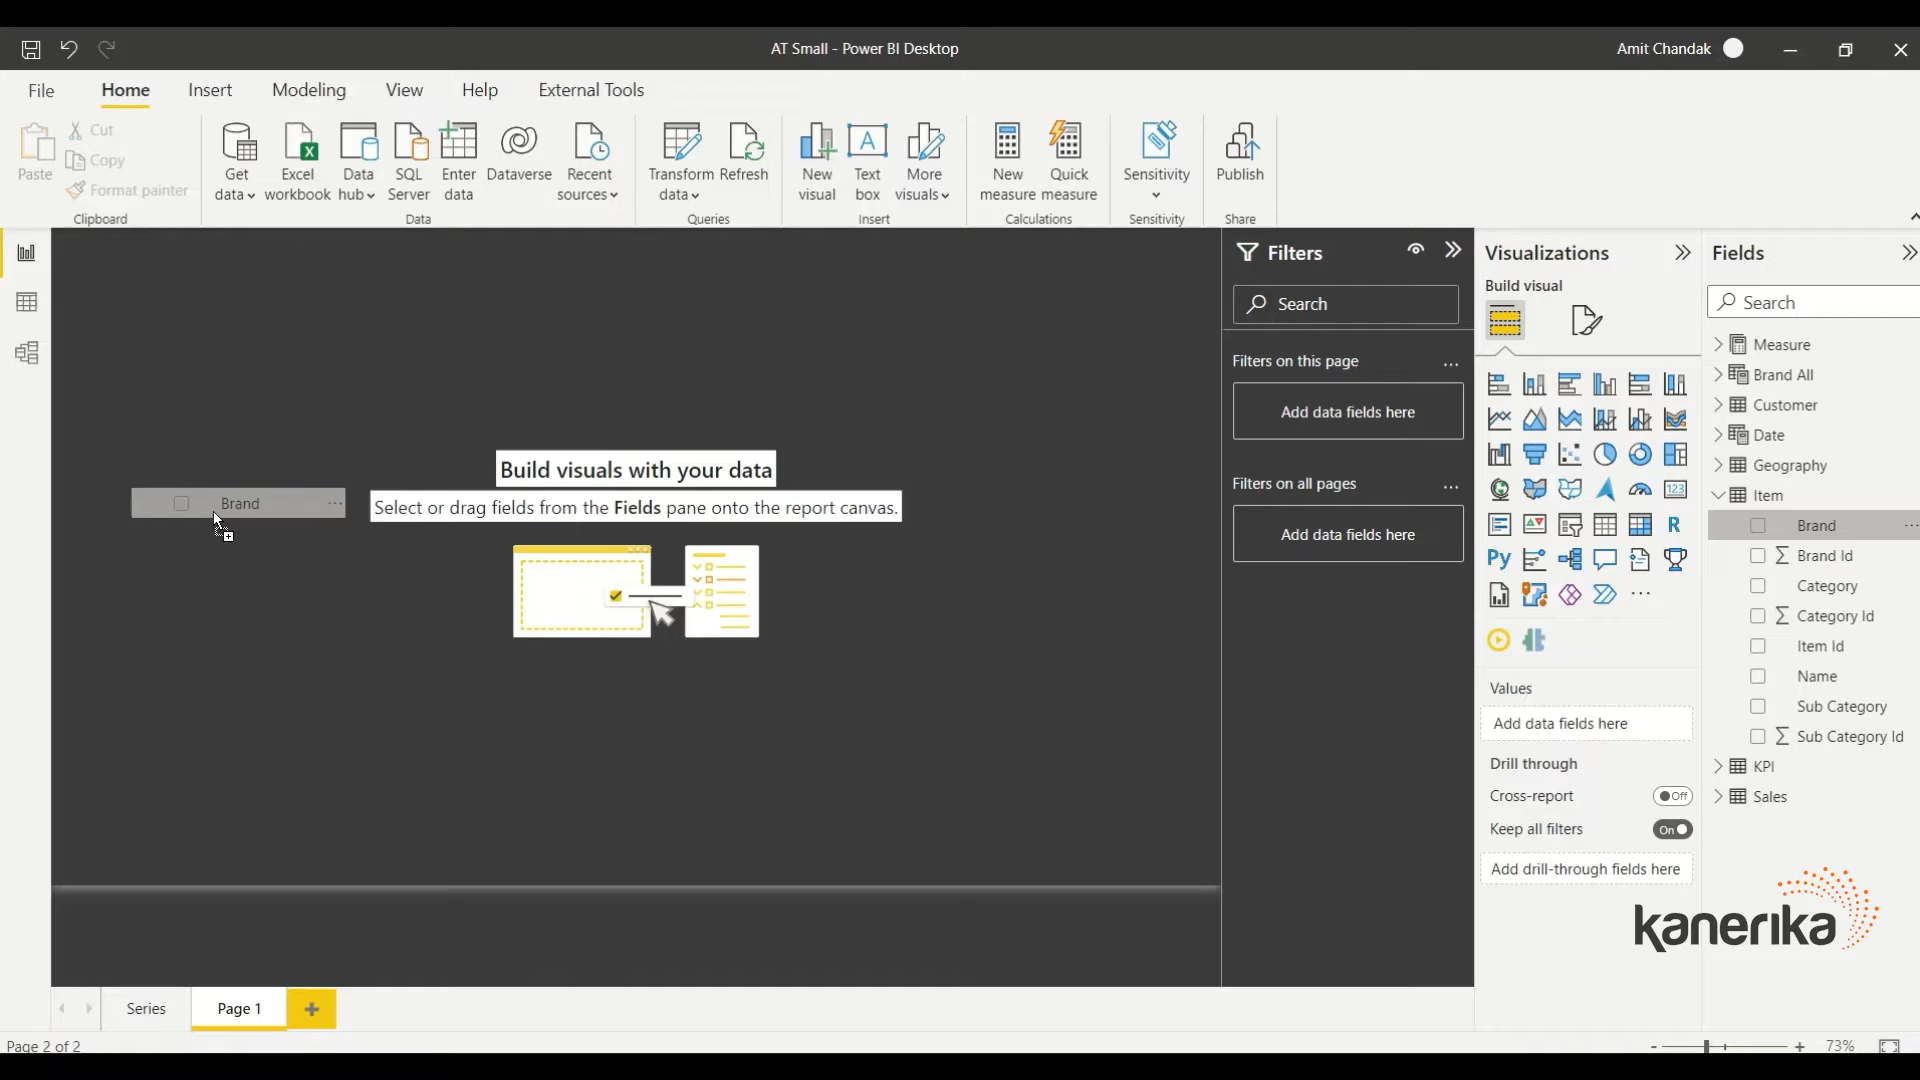 AT Small - Power BI Desktop
Amit Chandak
File Home Insert Modeling View Help External Tools
Paste
Cut
Copy
Format painter
Clipboard
Get data
Excel workbook
Data hub
SQL Server
Enter data
Dataverse
Recent sources
Data
Transform data
Refresh
Queries
New visual
Text box
More visuals
Insert
New measure
Quick measure
Calculations
Sensitivity
Sensitivity
Publish
Share
Build visuals with your data
Select or drag fields from the Fields pane onto the report canvas.
Brand
Filters
Search
Filters on this page
Add data fields here
Filters on all pages
Add data fields here
Visualizations
Build visual
123
R
Py
Values
Add data fields here
Drill through
Cross-report
Off
Keep all filters
On
Add drill-through fields here
Fields
Search
Measure
Brand All
Customer
Date
Geography
Item
Brand
Brand Id
Category
Category Id
Item Id
Name
Sub Category
Sub Category Id
KPI
Sales
kanerika
Series
Page 1
Page 2 of 2
73%